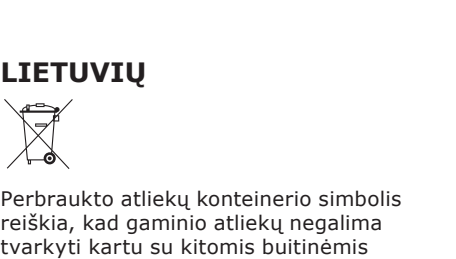 LIETUVIŲ
Perbraukto atliekų konteinerio simbolis
reiškia, kad gaminio atliekų negalima
tvarkyti kartu su kitomis buitinėmis